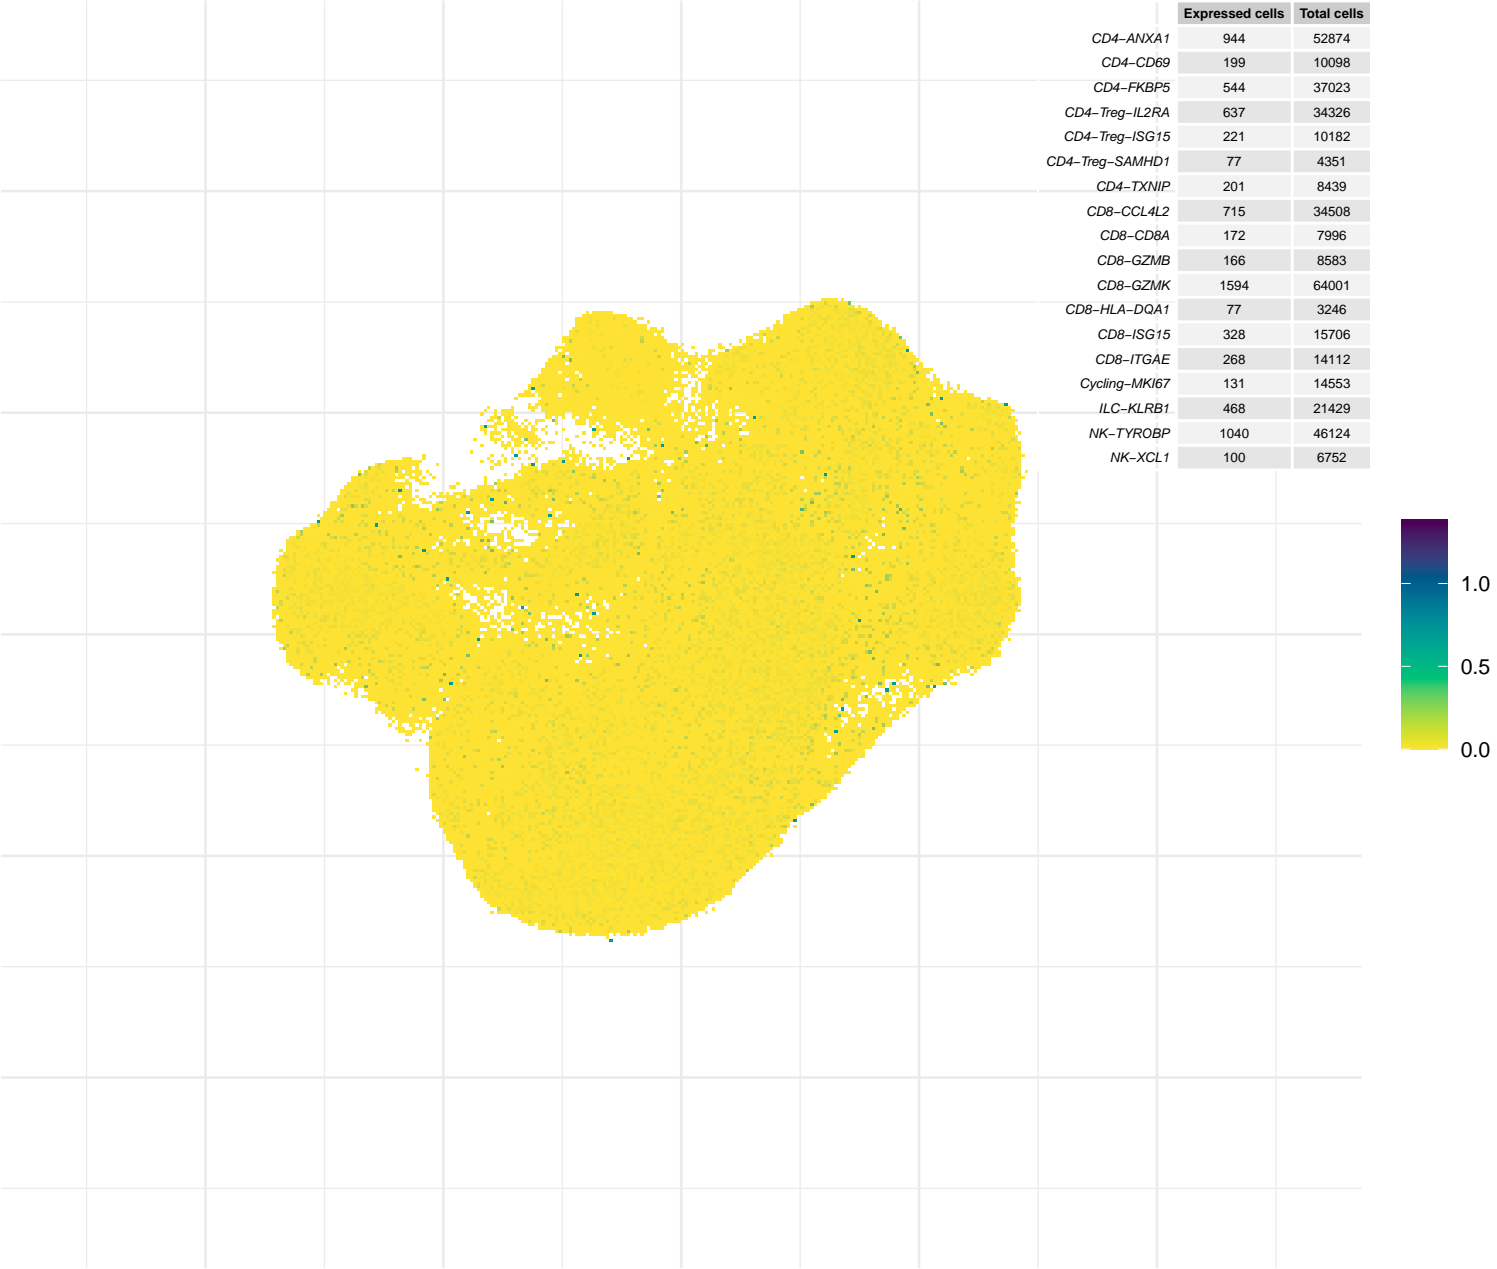 Expressed cells Total cells
CD4−ANXA1 944 52874
CD4−CD69 199 10098
CD4−FKBP5 544 37023
CD4−Treg−IL2RA 637 34326
CD4−Treg−ISG15 221 10182
CD4−Treg−SAMHD1 77 4351
CD4−TXNIP 201 8439
CD8−CCL4L2 715 34508
CD8−CD8A 172 7996
CD8−GZMB 166 8583
CD8−GZMK 1594 64001
CD8−HLA−DQA1 77 3246
CD8−ISG15 328 15706
CD8−ITGAE 268 14112
Cycling−MKI67 131 14553
ILC−KLRB1 468 21429
NK−TYROBP 1040 46124
NK−XCL1 100 6752
1.0
0.5
0.0